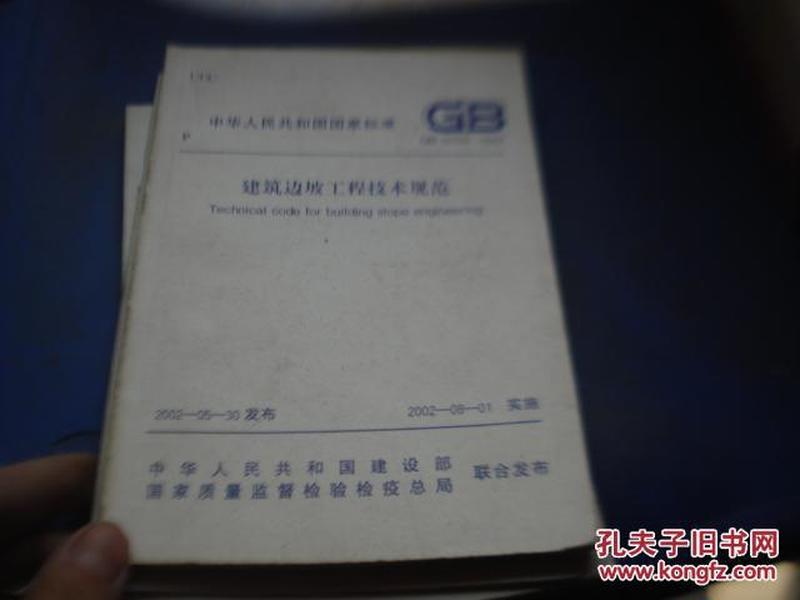 UDC
中华人民共和国国家标准
GB
P
建筑边坡工程技术规范
Technical code for building slope engineering
2002—05—30 发布
2002—08—01 实施
中华人民共和国建设部
国家质量监督检验检疫总局
联合发布
孔夫子旧书网
www.kongfz.com